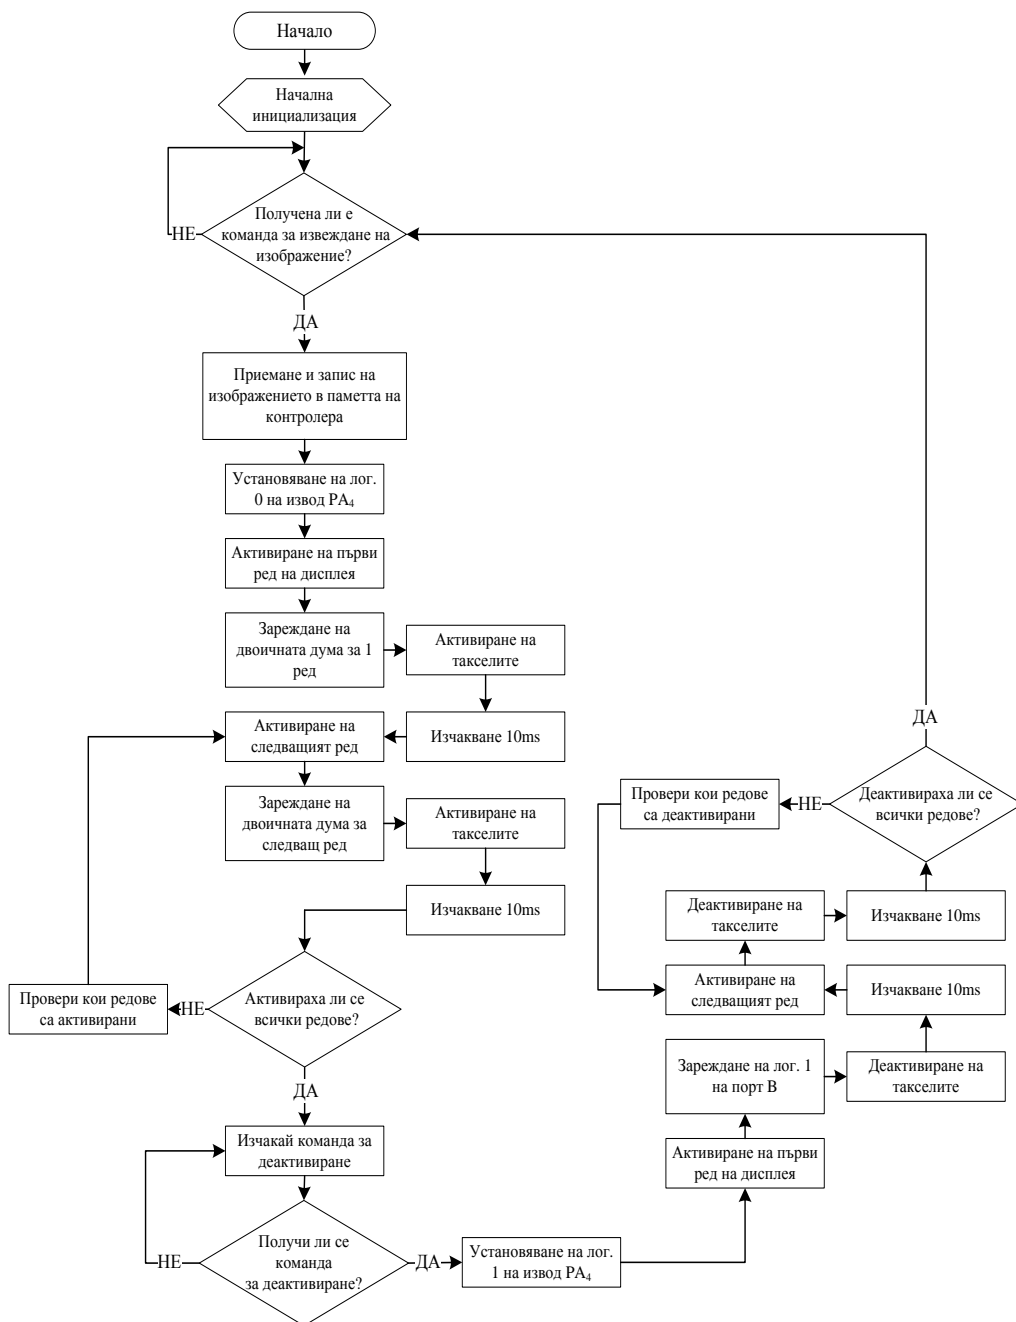 Начало
Начална
инициализация
Получена ли е
команда за извеждане на
изображение?
НЕ
ДА
Приемане и запис на
изображението в паметта на
контролера
Установяване на лог.
0 на извод PA₄
Активиране на първи
ред на дисплея
Зареждане на
двоичната дума за 1
ред
Активиране на
такселите
Изчакване 10ms
Активиране на
следващият ред
Зареждане на
двоичната дума за
следващ ред
Активиране на
такселите
Изчакване 10ms
Активираха ли се
всички редове?
НЕ
Провери кои редове
са активирани
ДА
Изчакай команда за
деактивиране
Получи ли се
команда
за деактивиране?
НЕ
ДА
Установяване на лог.
1 на извод PA₄
Активиране на първи
ред на дисплея
Зареждане на лог. 1
на порт В
Деактивиране на
такселите
Изчакване 10ms
Активиране на
следващият ред
Деактивиране на
такселите
Изчакване 10ms
Деактивираха ли се
всички редове?
НЕ
Провери кои редове
са деактивирани
ДА